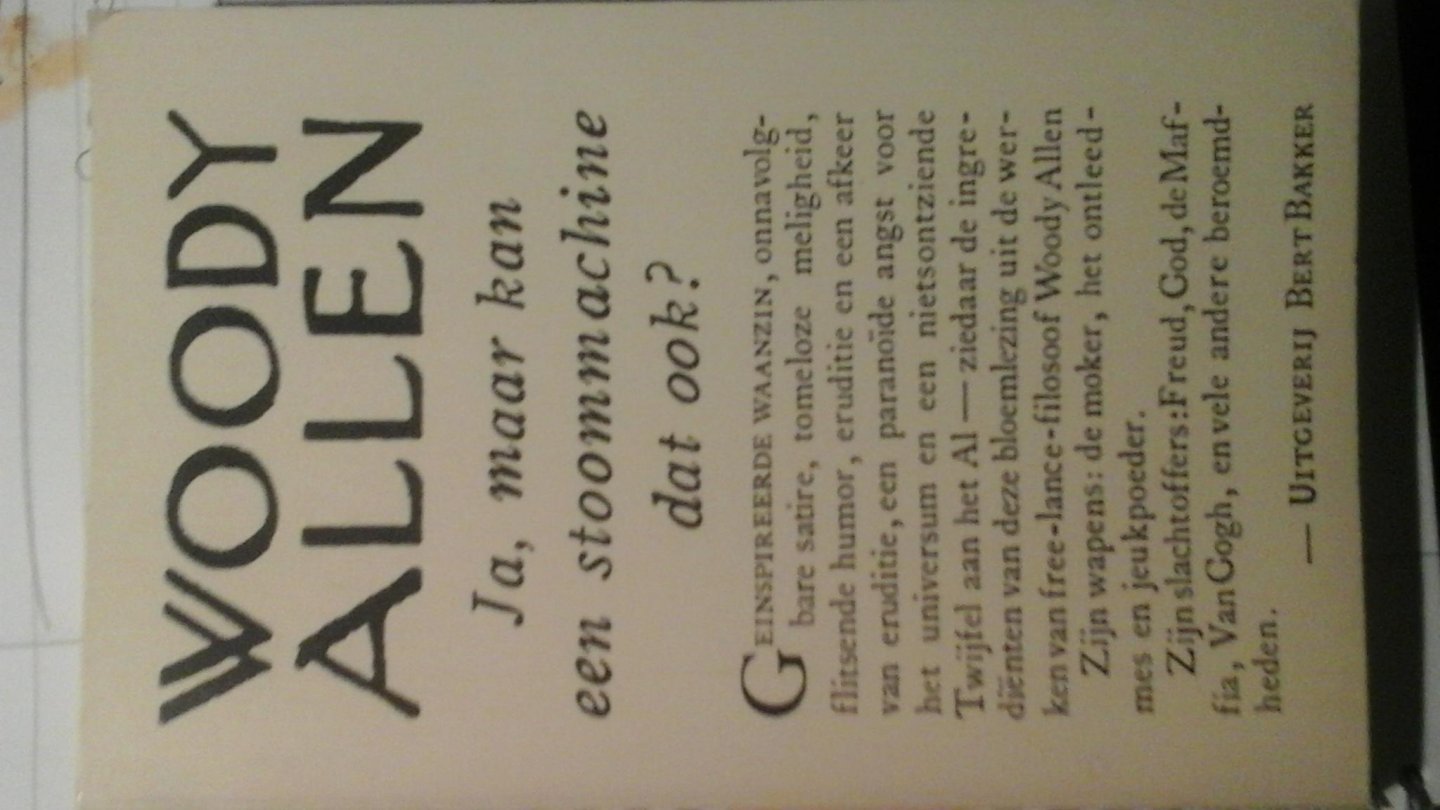 WOODY
ALLEN
Ja, maar kan
een stoommachine
dat ook?
GEINSPIREERDE WAANZIN, onnavolg-
bare satire, tomeloze meligheid,
flitsende humor, eruditie en een afkeer
van eruditie, een paranoïde angst voor
het universum en een nietsontziende
Twijfel aan het Al — ziedaar de ingre-
diënten van deze bloemlezing uit de wer-
ken van free-lance-filosoof Woody Allen
Zijn wapens: de moker, het ontleed-
mes en jeukpoeder.
Zijn slachtoffers: Freud, God, de Maf-
fia, Van Gogh, en vele andere beroemd-
heden.
— UITGEVERIJ BERT BAKKER